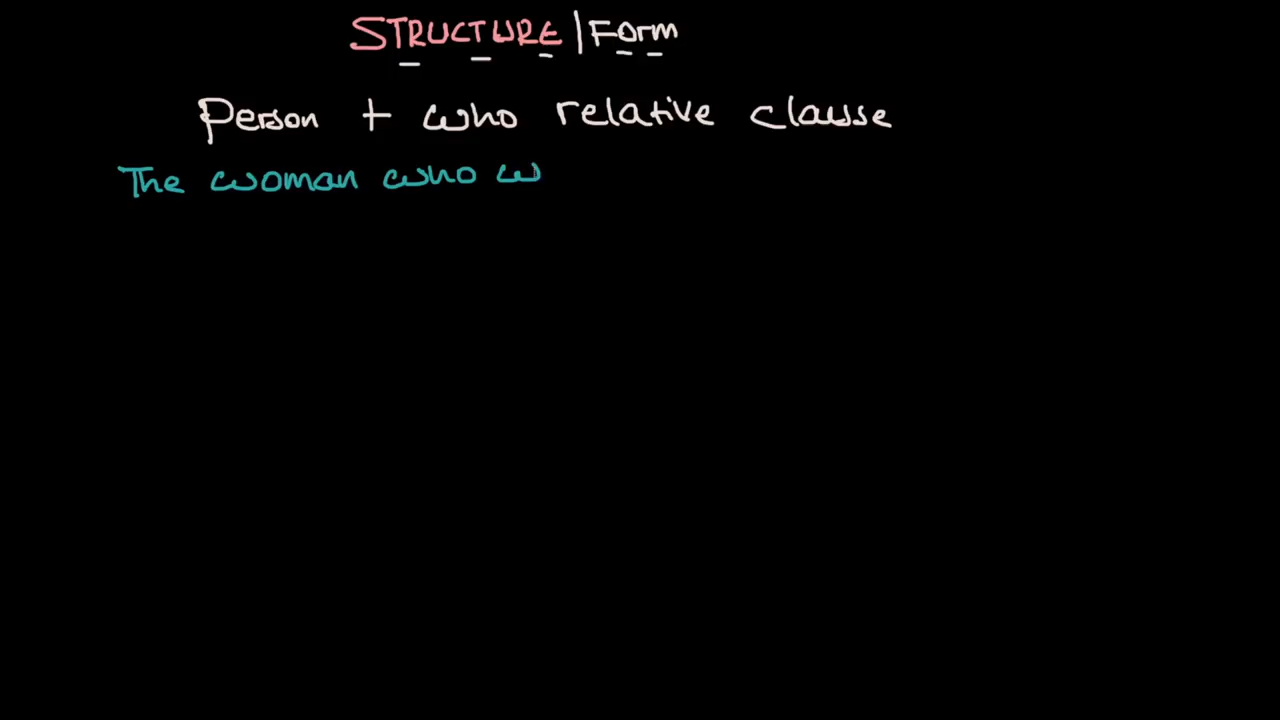 STRUCTURE | Form
Person + who relative clause
The woman who w